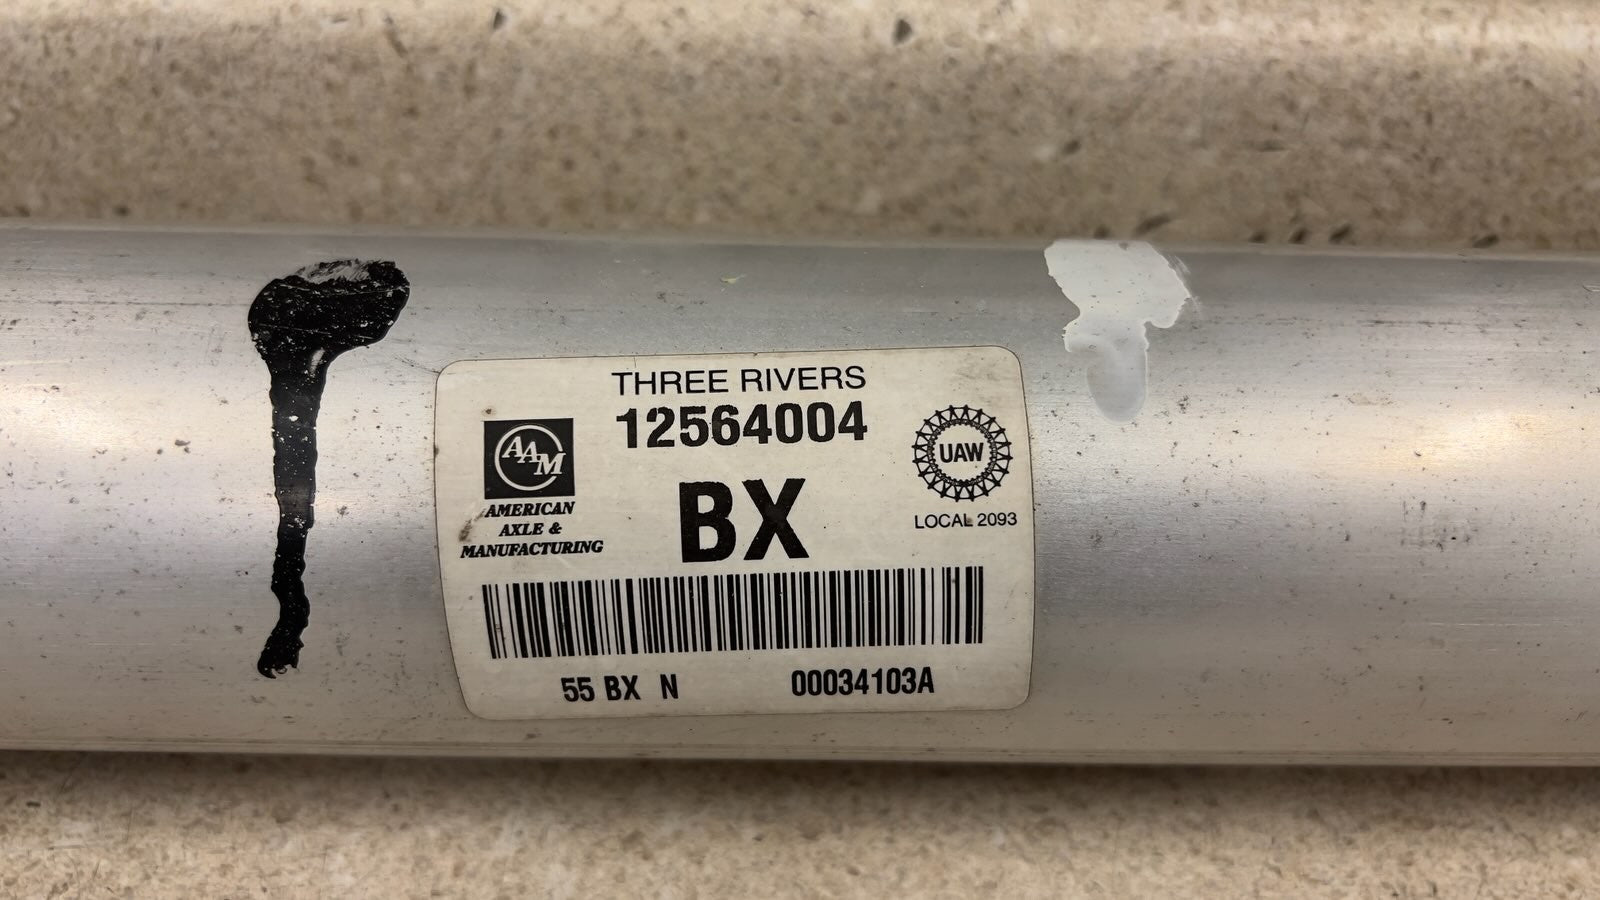 THREE RIVERS
12564004
AAM
AMERICAN
AXLE &
MANUFACTURING
BX
UAW
LOCAL 2093
55 BX N 00034103A